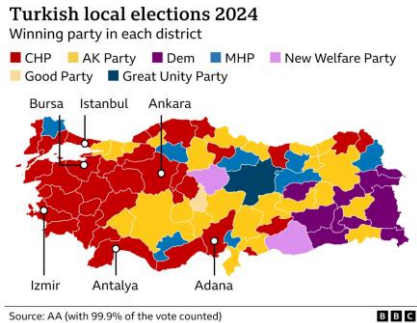 Turkish local elections 2024
Winning party in each district
CHP AK Party Dem MHP New Welfare Party
Good Party Great Unity Party
Bursa Istanbul Ankara
Izmir Antalya Adana
Source: AA (with 99.9% of the vote counted) BBC